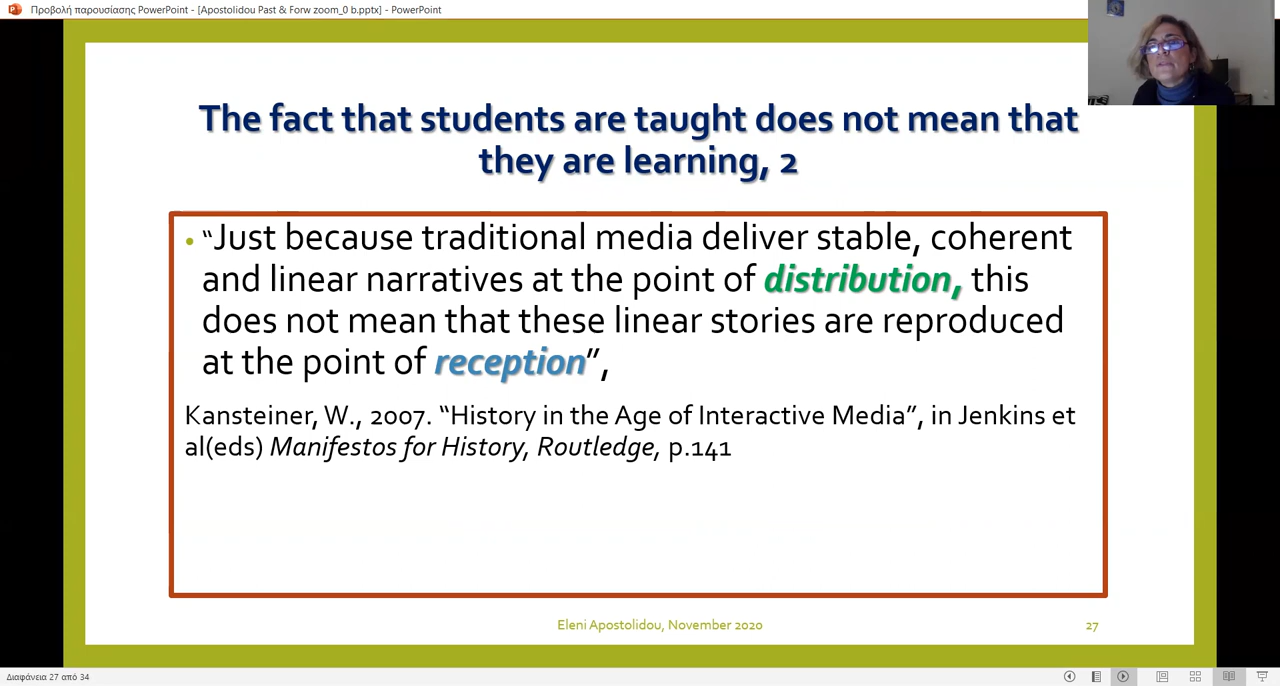 Προβολή παρουσίασης PowerPoint - [Apostolidou Past & Forw zoom_0 b.pptx] - PowerPoint
The fact that students are taught does not mean that
they are learning, 2
• “Just because traditional media deliver stable, coherent
and linear narratives at the point of distribution, this
does not mean that these linear stories are reproduced
at the point of reception”,
Kansteiner, W., 2007. “History in the Age of Interactive Media”, in Jenkins et
al(eds) Manifestos for History, Routledge, p.141
Eleni Apostolidou, November 2020
27
Διαφάνεια 27 από 34